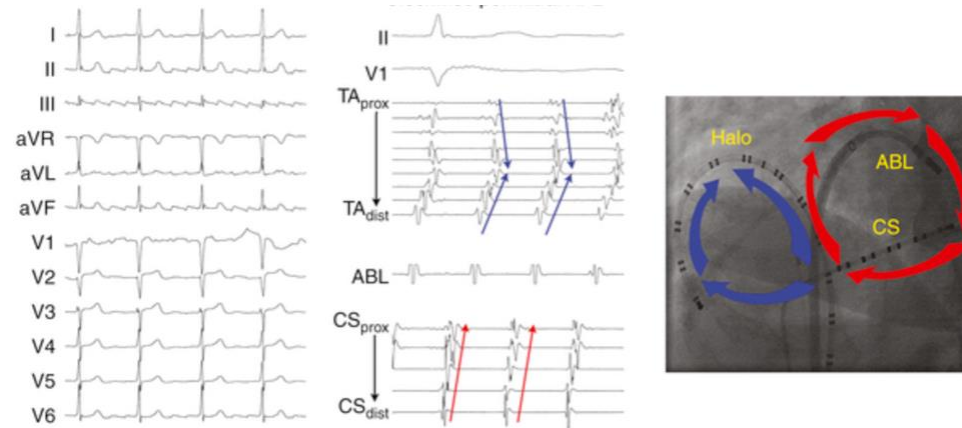 I
II
III
aVR
aVL
aVF
V1
V2
V3
V4
V5
V6
II
V1
TAprox
TAdist
ABL
CSprox
CSdist
Halo
ABL
CS